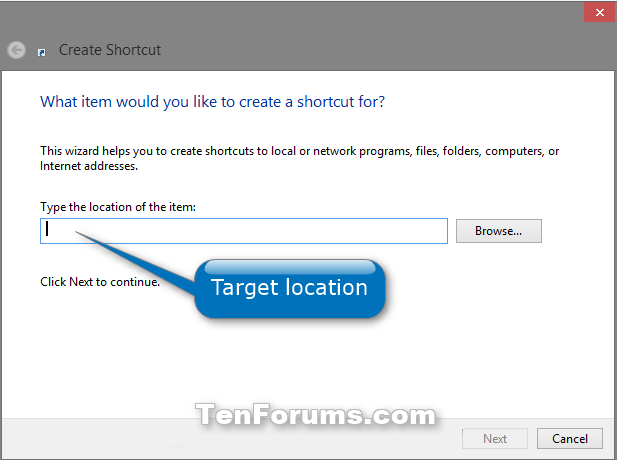 Create Shortcut
What item would you like to create a shortcut for?
This wizard helps you to create shortcuts to local or network programs, files, folders, computers, or
Internet addresses.
Type the location of the item:
Browse...
Click Next to continue.
Target location
TenForums.com
Next
Cancel